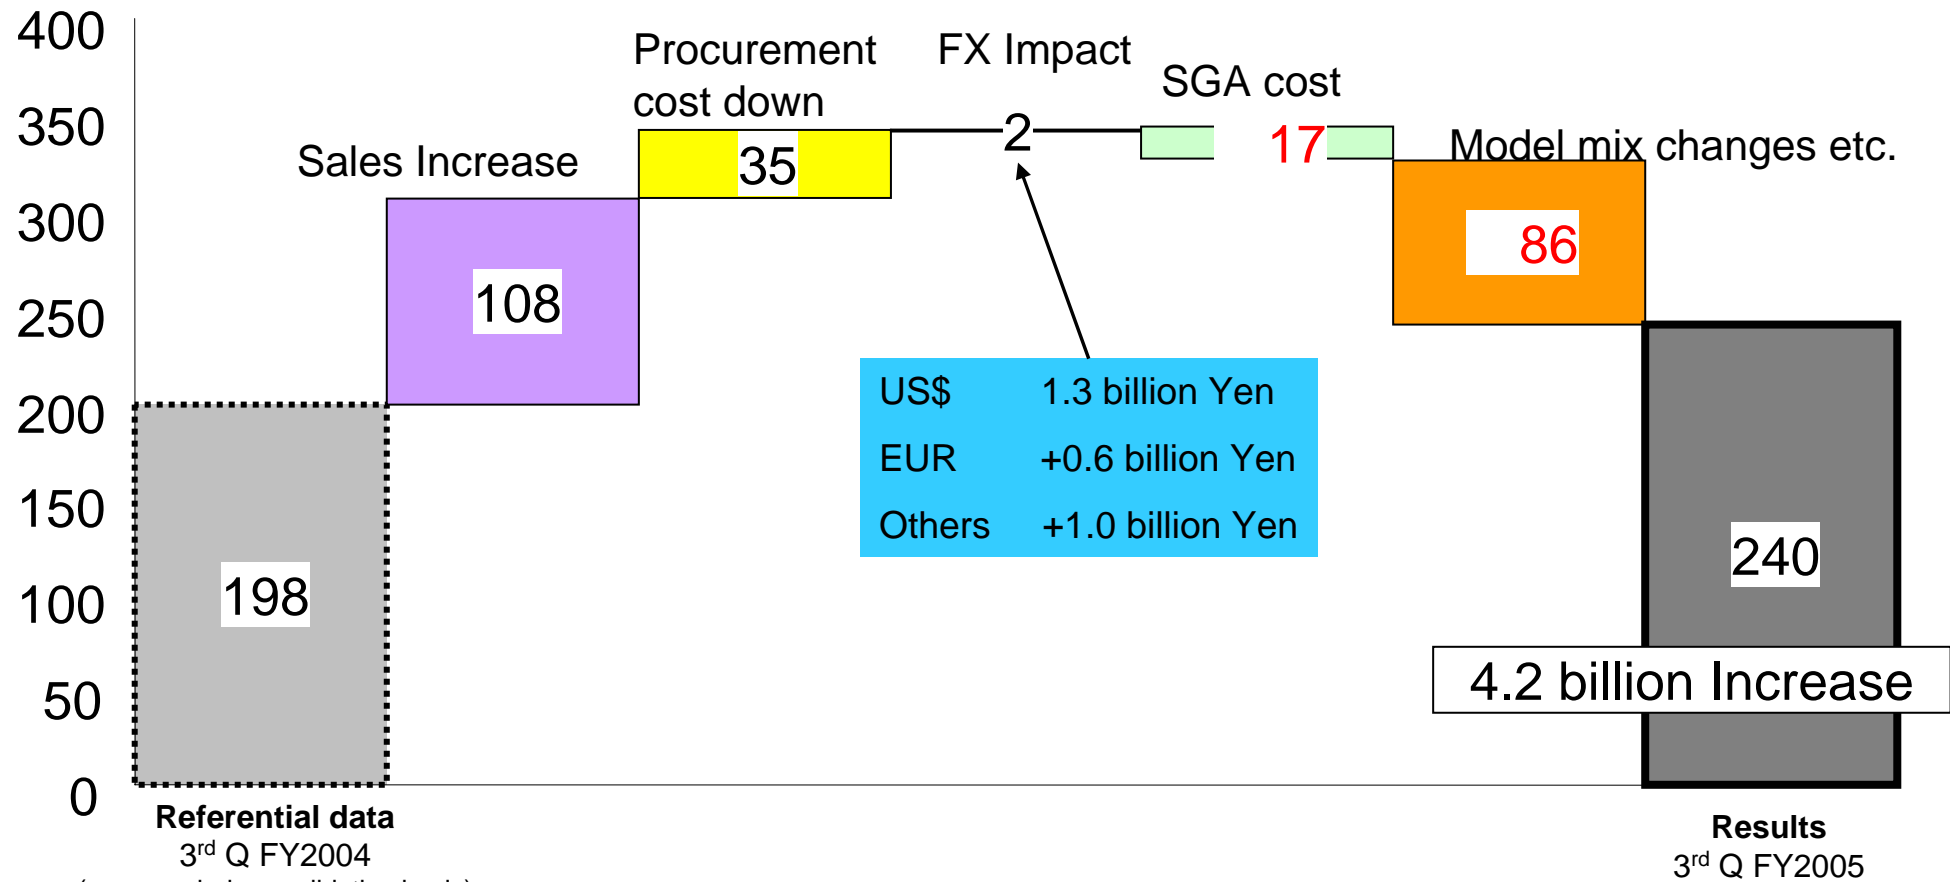 400
350
300
250
200
150
100
50
0
Procurement
cost down
FX Impact
SGA cost
Sales Increase
Model mix changes etc.
198
108
35
2
17
86
240
US$ 1.3 billion Yen
EUR +0.6 billion Yen
Others +1.0 billion Yen
4.2 billion Increase
Referential data
3rd Q FY2004
Results
3rd Q FY2005